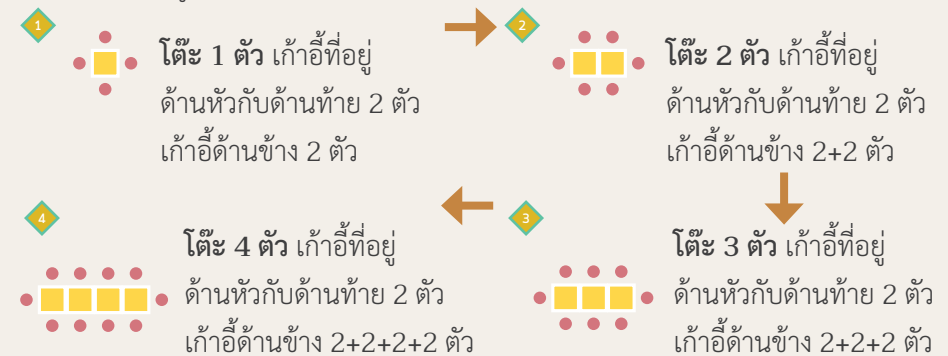 1
โต๊ะ 1 ตัว เก้าอี้ที่อยู่
ด้านหัวกับด้านท้าย 2 ตัว
เก้าอี้ด้านข้าง 2 ตัว
2
โต๊ะ 2 ตัว เก้าอี้ที่อยู่
ด้านหัวกับด้านท้าย 2 ตัว
เก้าอี้ด้านข้าง 2+2 ตัว
3
โต๊ะ 3 ตัว เก้าอี้ที่อยู่
ด้านหัวกับด้านท้าย 2 ตัว
เก้าอี้ด้านข้าง 2+2+2 ตัว
4
โต๊ะ 4 ตัว เก้าอี้ที่อยู่
ด้านหัวกับด้านท้าย 2 ตัว
เก้าอี้ด้านข้าง 2+2+2+2 ตัว